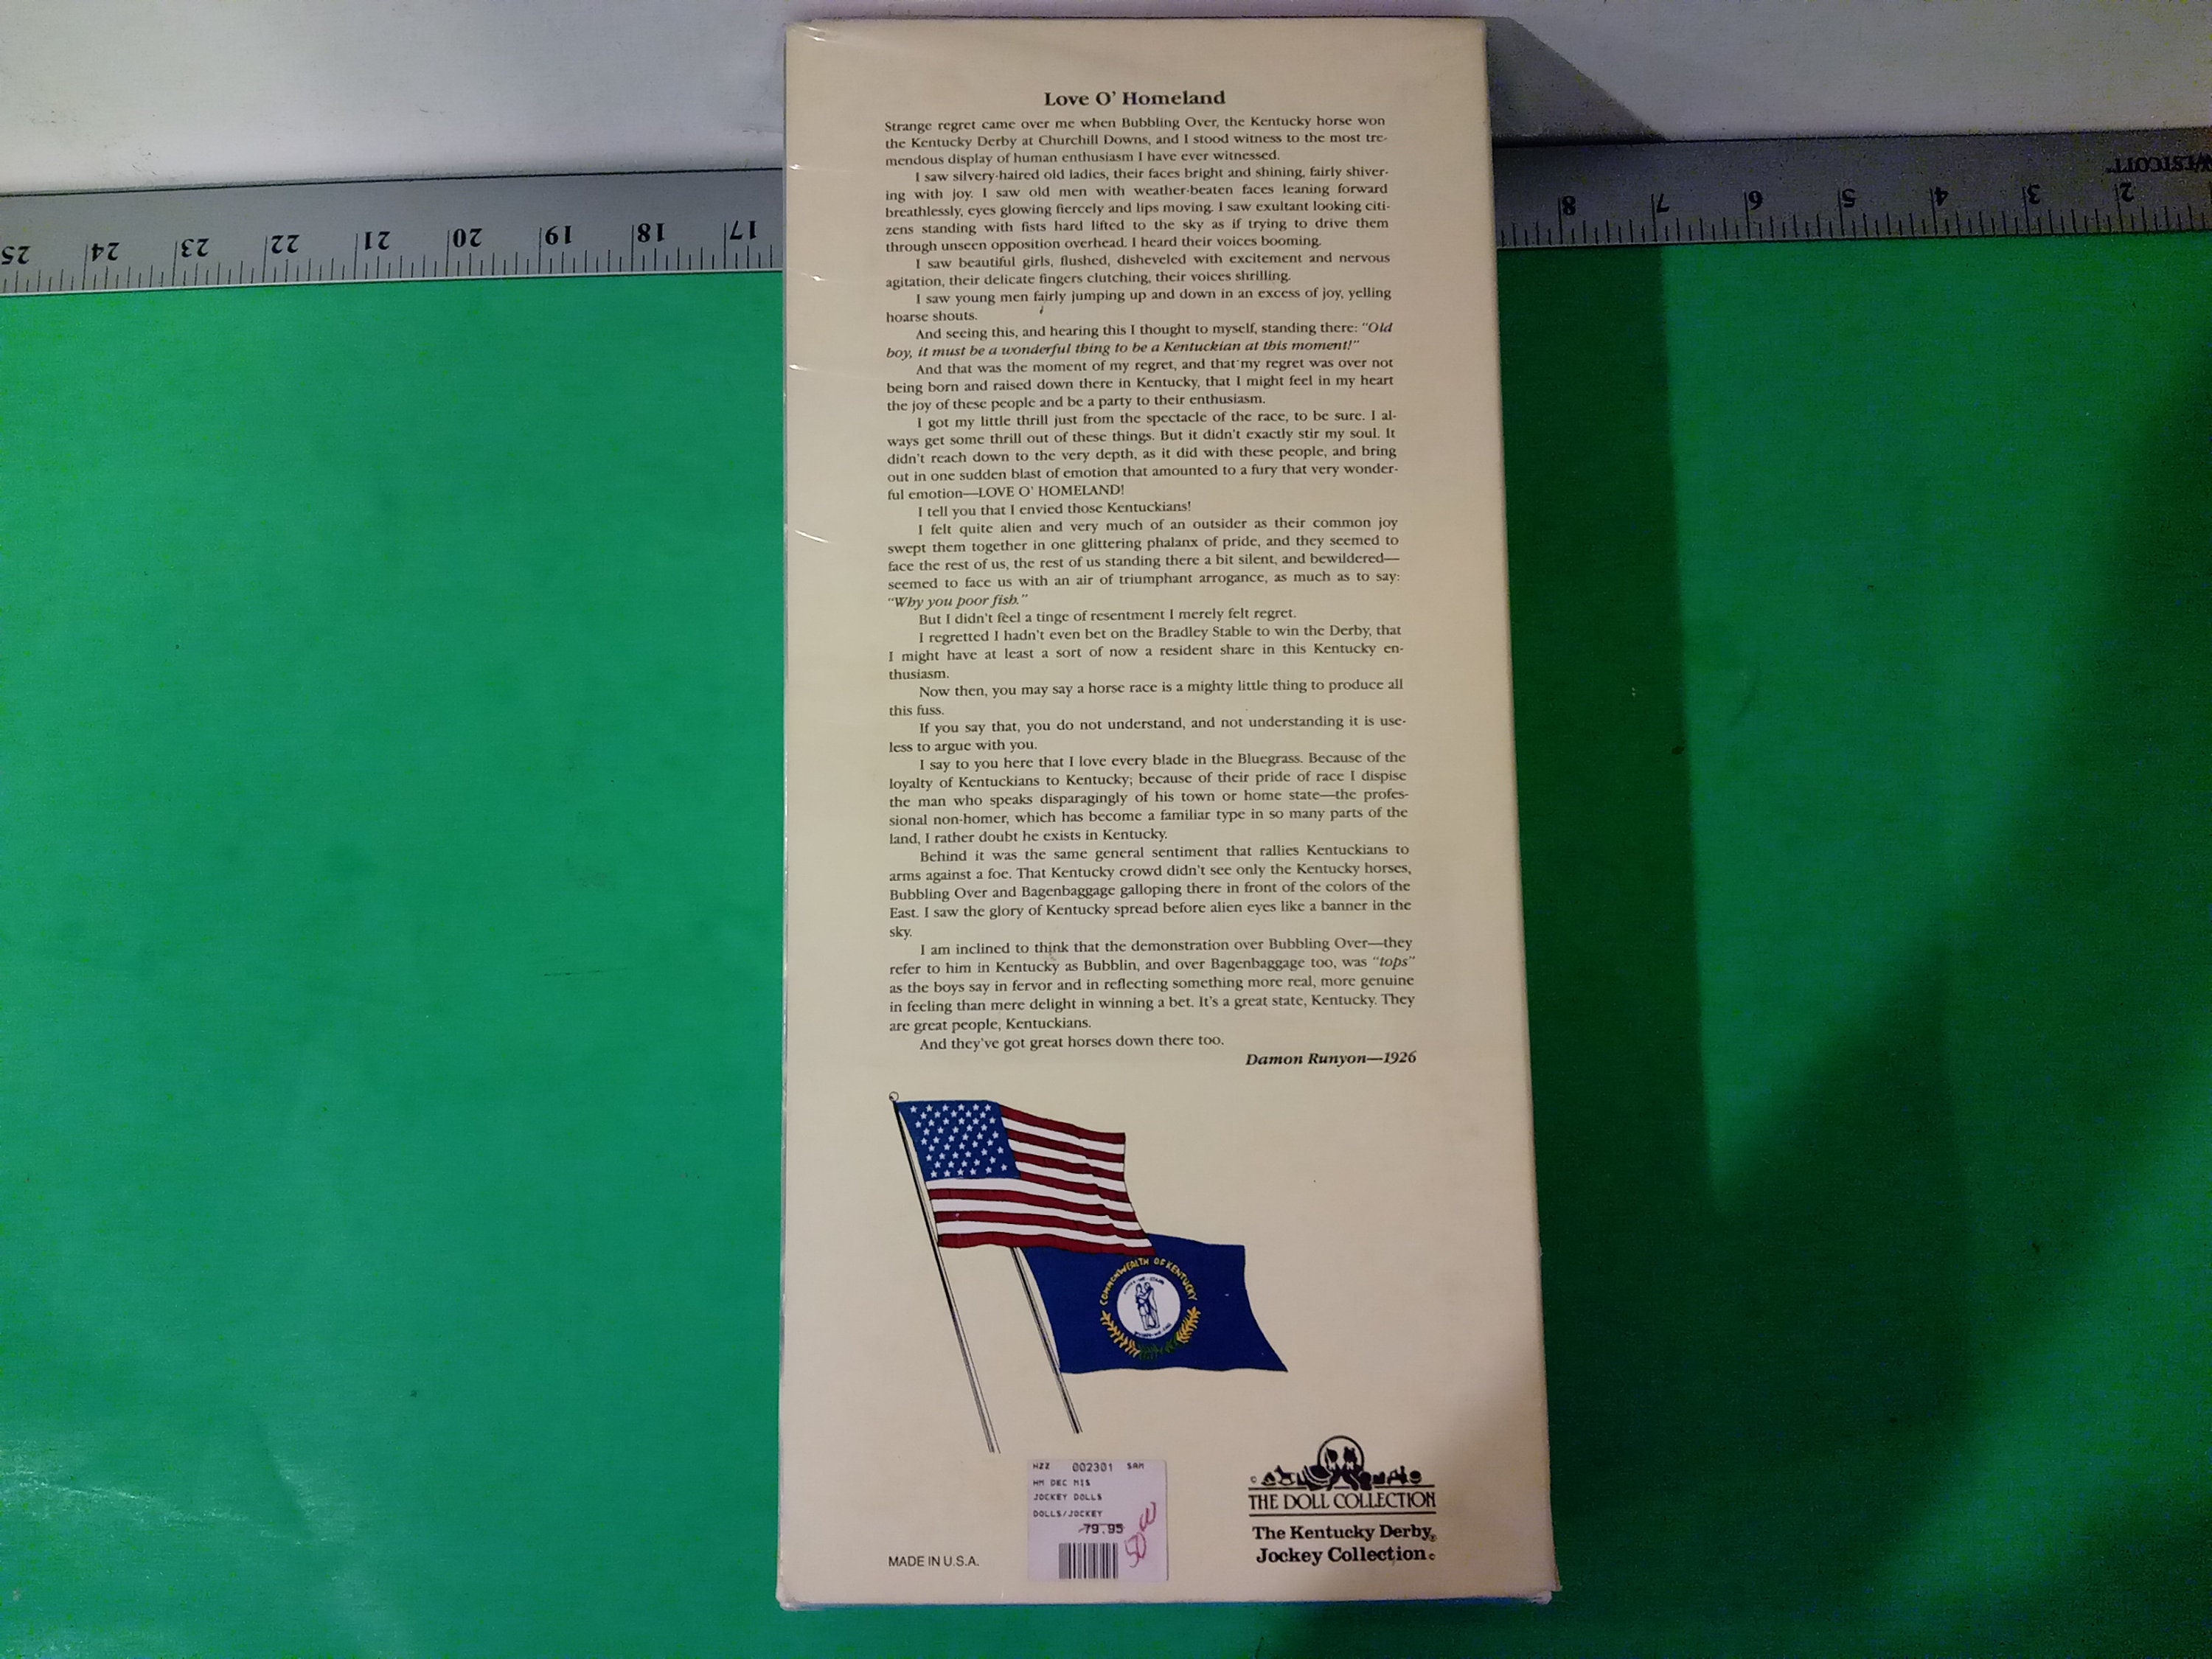 Love O' Homeland
Strange regret came over me when Bubbling Over, the Kentucky horse won
the Kentucky Derby at Churchill Downs, and I stood witness to the most tre-
mendous display of human enthusiasm I have ever witnessed.
I saw silvery-haired old ladies, their faces bright and shining, fairly shiver-
ing with joy. I saw old men with weather-beaten faces leaning forward
breathlessly, eyes glowing fiercely and lips moving. I saw exultant looking citi-
zens standing with fists hard lifted to the sky as if trying to drive them
through unseen opposition overhead. I heard their voices booming.
I saw beautiful girls, flushed, disheveled with excitement and nervous
agitation, their delicate fingers clutching, their voices shrilling.
I saw young men fairly jumping up and down in an excess of joy, yelling
hoarse shouts.
And seeing this, and hearing this I thought to myself, standing there: "Old
boy, it must be a wonderful thing to be a Kentuckian at this moment!"
And that was the moment of my regret, and that my regret was over not
being born and raised down there in Kentucky, that I might feel in my heart
the joy of these people and be a party to their enthusiasm.
I got my little thrill just from the spectacle of the race, to be sure. I al-
ways get some thrill out of these things. But it didn't exactly stir my soul. It
didn't reach down to the very depth, as it did with these people, and bring
out in one sudden blast of emotion that amounted to a fury that very wonder-
ful emotion—LOVE O' HOMELAND!
I tell you that I envied those Kentuckians!
I felt quite alien and very much of an outsider as their common joy
swept them together in one glittering phalanx of pride, and they seemed to
face the rest of us, the rest of us standing there a bit silent, and bewildered—
seemed to face us with an air of triumphant arrogance, as much as to say:
"Why you poor fish."
But I didn't feel a tinge of resentment I merely felt regret.
I regretted I hadn't even bet on the Bradley Stable to win the Derby, that
I might have at least a sort of now a resident share in this Kentucky en-
thusiasm.
Now then, you may say a horse race is a mighty little thing to produce all
this fuss.
If you say that, you do not understand, and not understanding it is use-
less to argue with you.
I say to you here that I love every blade in the Bluegrass. Because of the
loyalty of Kentuckians to Kentucky; because of their pride of race I dispise
the man who speaks disparagingly of his town or home state—the profes-
sional non-homer, which has become a familiar type in so many parts of the
land, I rather doubt he exists in Kentucky.
Behind it was the same general sentiment that rallies Kentuckians to
arms against a foe. That Kentucky crowd didn't see only the Kentucky horses,
Bubbling Over and Bagenbaggage galloping there in front of the colors of the
East. I saw the glory of Kentucky spread before alien eyes like a banner in the
sky.
I am inclined to think that the demonstration over Bubbling Over—they
refer to him in Kentucky as Bubblin, and over Bagenbaggage too, was "tops"
as the boys say in fervor and in reflecting something more real, more genuine
in feeling than mere delight in winning a bet. It's a great state, Kentucky. They
are great people, Kentuckians.
And they've got great horses down there too.
Damon Runyon—1926
COMMONWEALTH OF KENTUCKY
HZZ 002301 SAM
HM DEC MIS
JOCKEY DOLLS
DOLLS/JOCKEY
79.95
50 00
MADE IN U.S.A.
©
THE DOLL COLLECTION
The Kentucky Derby®
Jockey Collection©
25 24 23 22 21 20 19 18 17 8 7 6 5 4 3 2
WESTCOTT